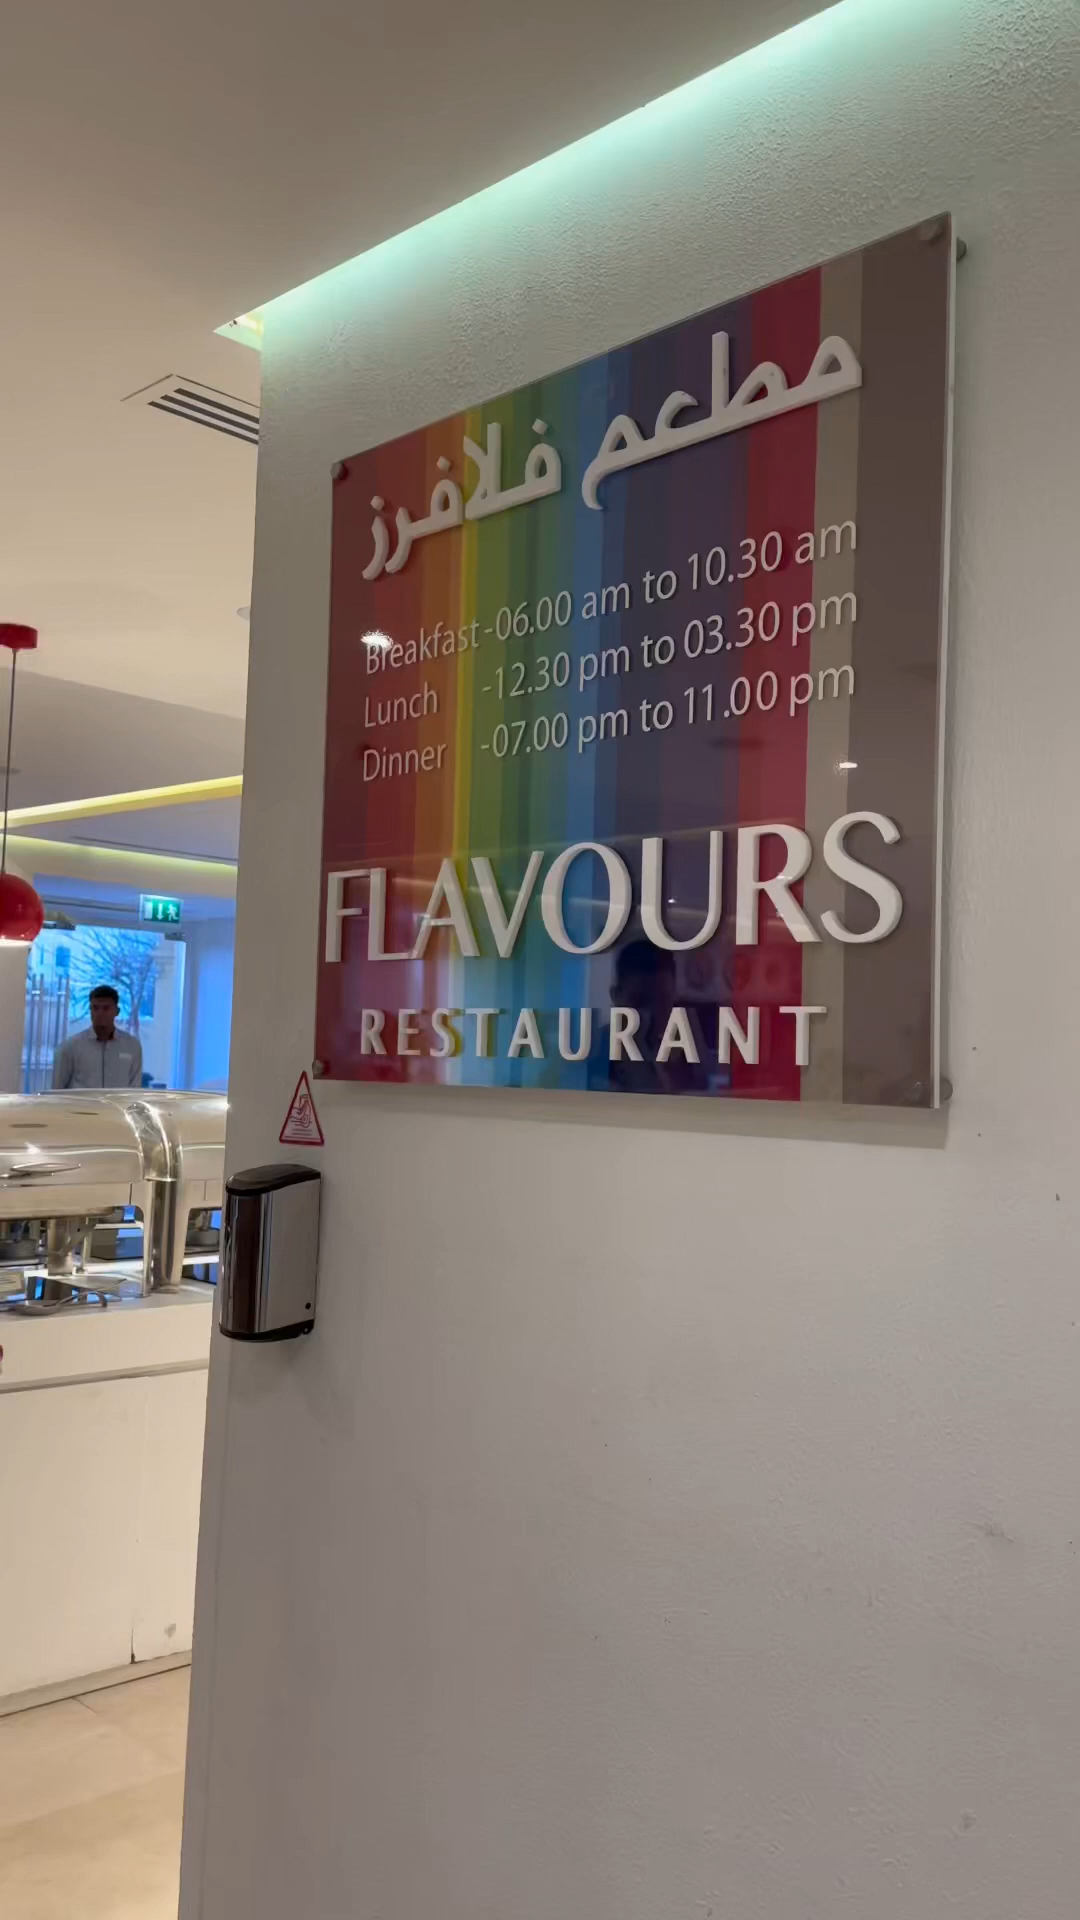 مطعم فلافرز
Breakfast -06.00 am to 10.30 am
Lunch -12.30 pm to 03.30 pm
Dinner -07.00 pm to 11.00 pm
FLAVOURS
RESTAURANT